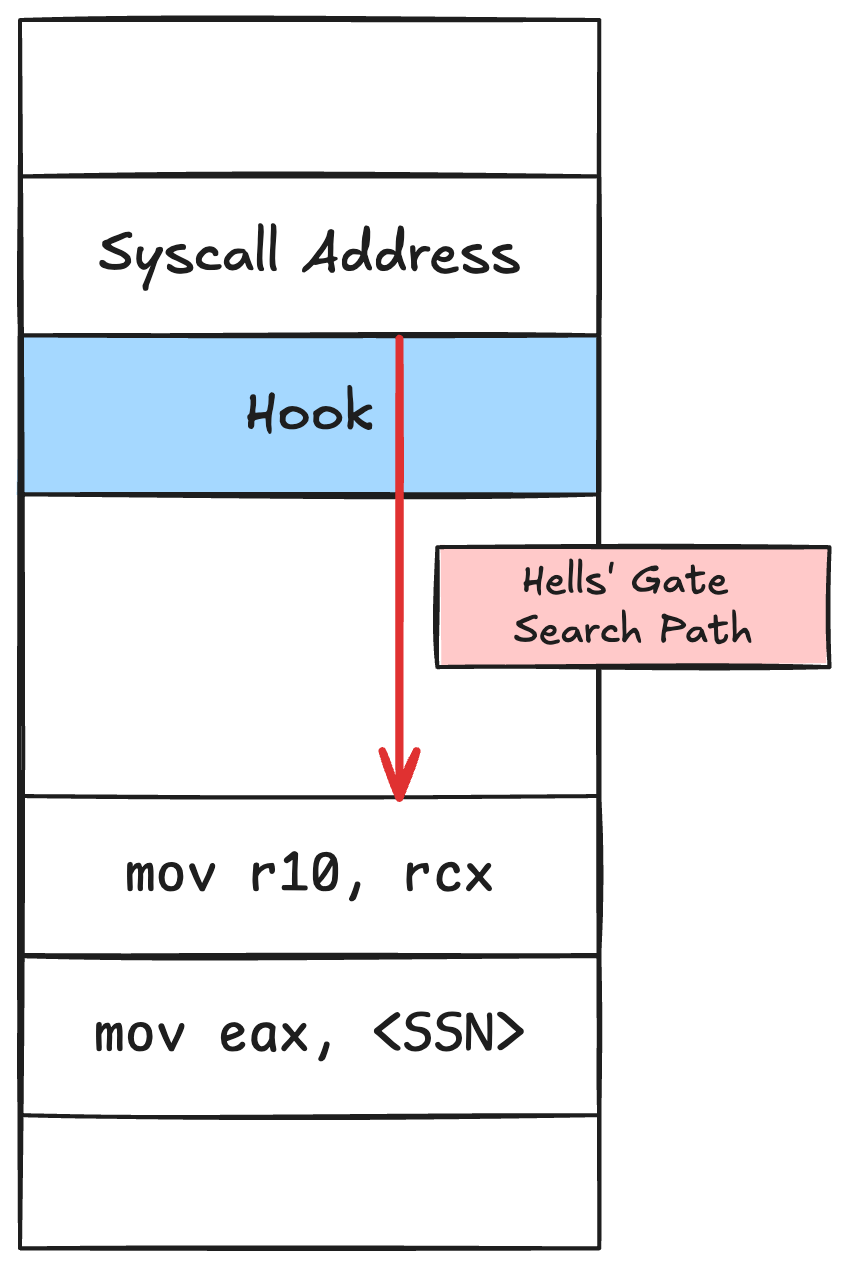 Syscall Address
Hook
Hells' Gate
Search Path
mov r10, rcx
mov eax, <SSN>